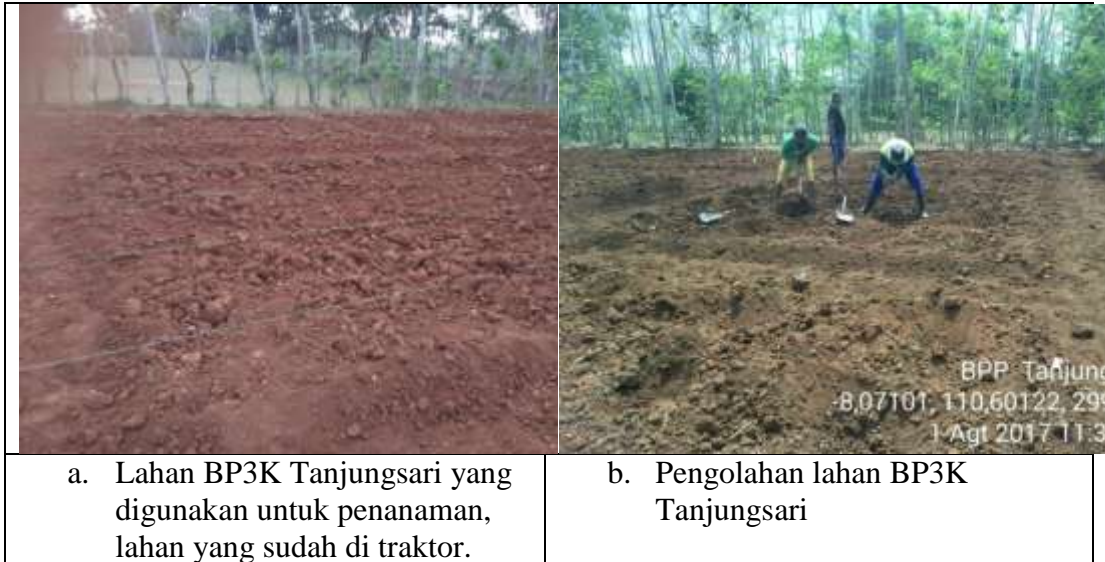 BPP Tanjung
-8,07101, 110,60122, 299
1 Agt 2017 11:3
a. Lahan BP3K Tanjungsari yang
digunakan untuk penanaman,
lahan yang sudah di traktor.
b. Pengolahan lahan BP3K
Tanjungsari